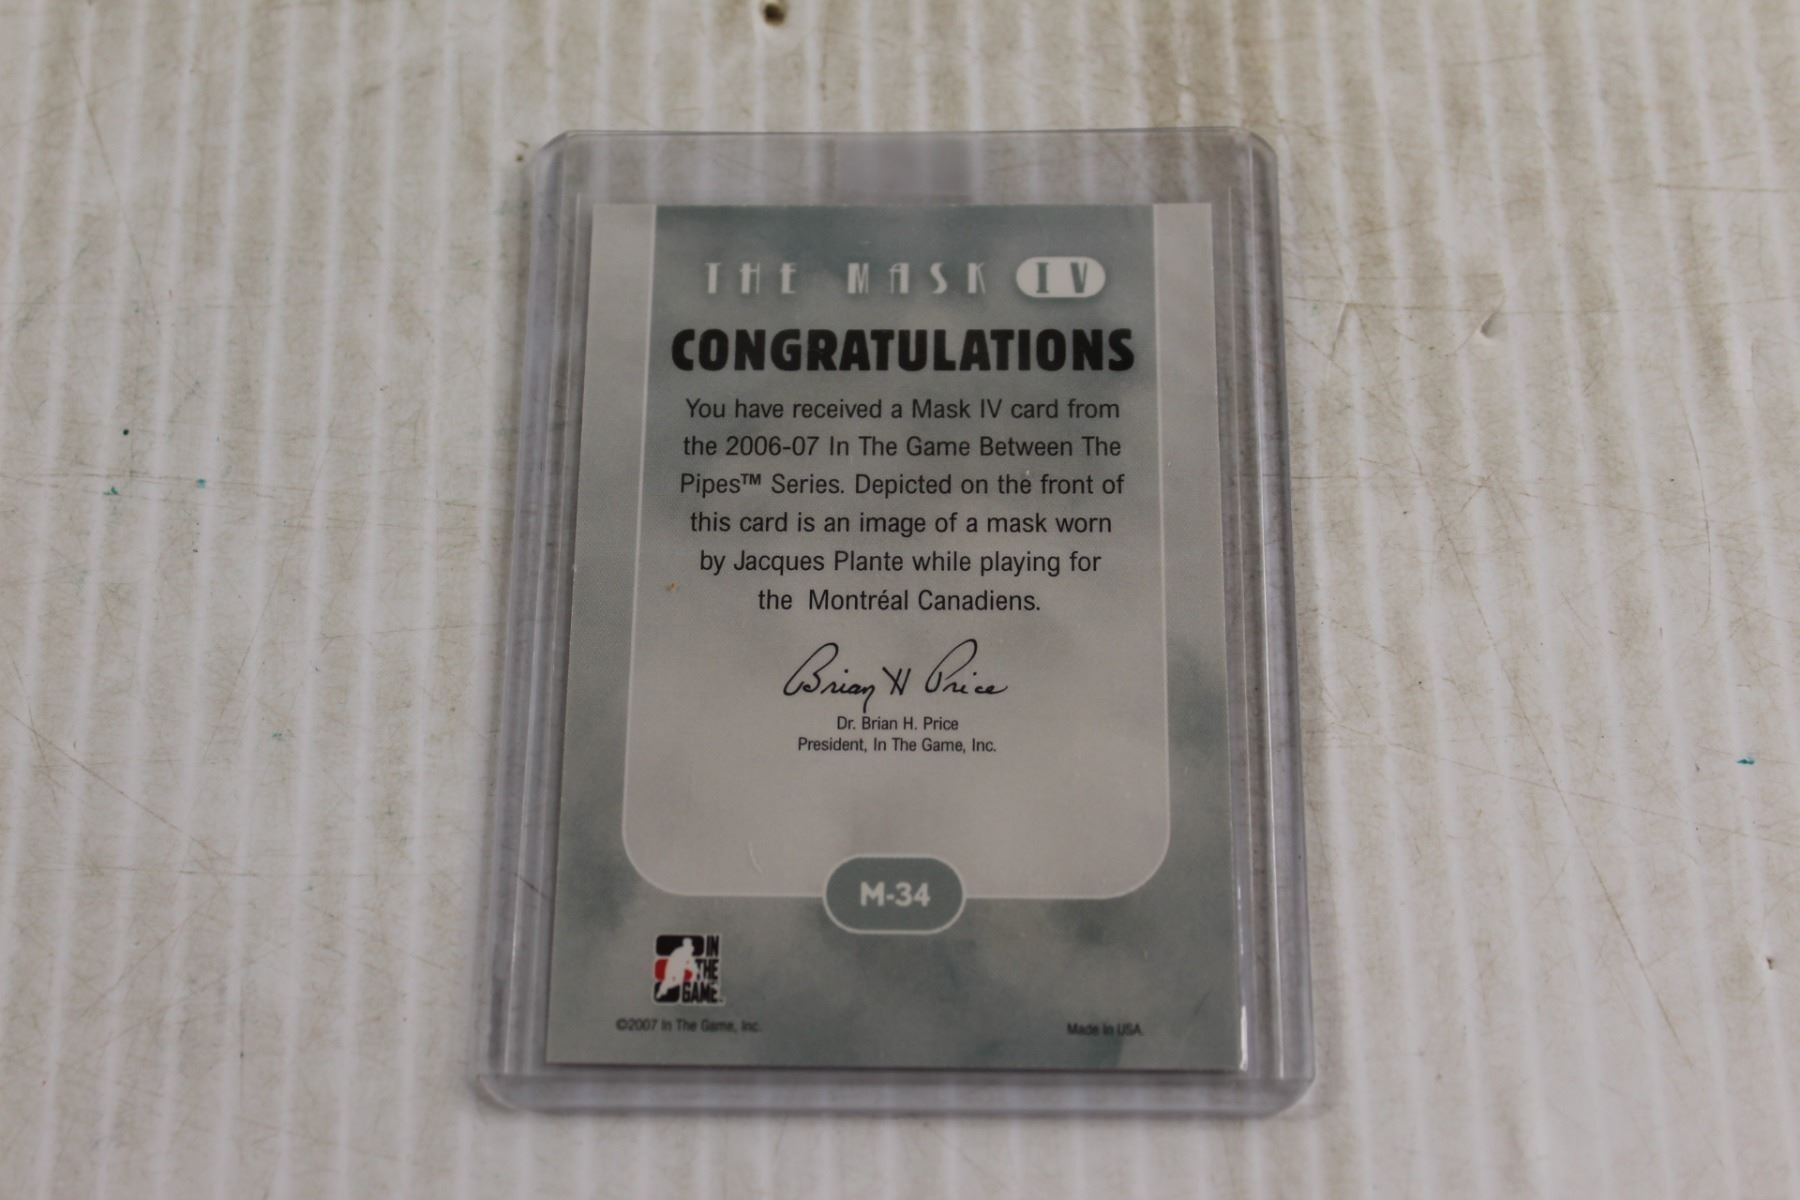 THE MASK IV
CONGRATULATIONS
You have received a Mask IV card from
the 2006-07 In The Game Between The
Pipes™ Series. Depicted on the front of
this card is an image of a mask worn
by Jacques Plante while playing for
the Montréal Canadiens.
Brian H Price
Dr. Brian H. Price
President, In The Game, Inc.
M-34
IN
THE
GAME
©2007 In The Game, Inc.
Made in USA